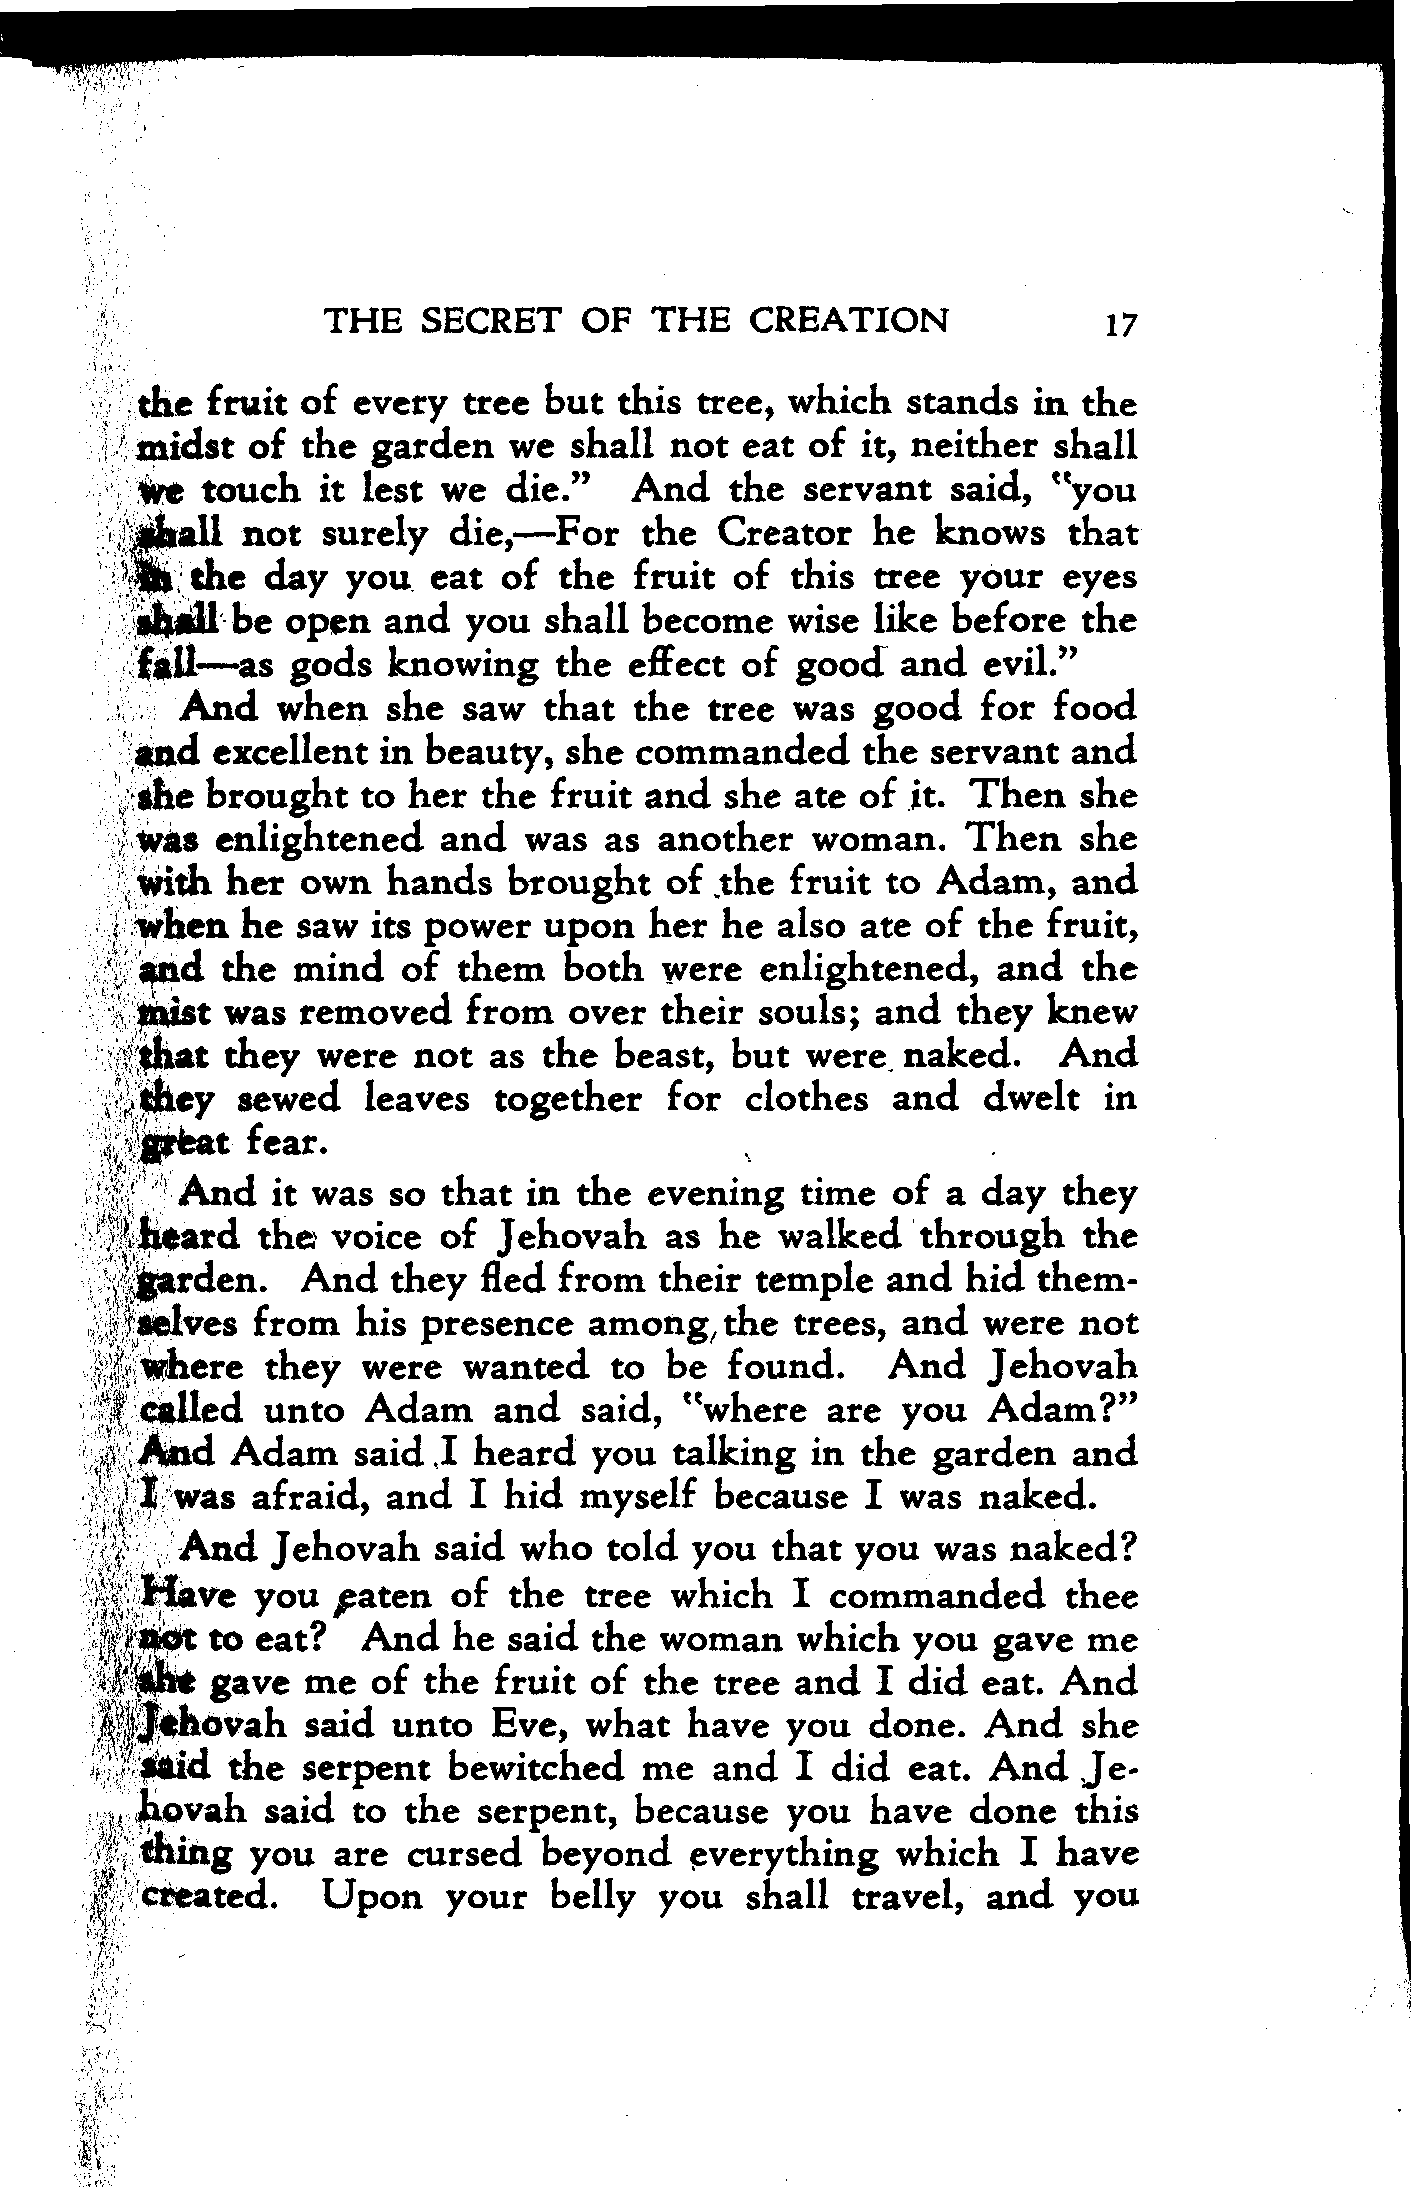 THE SECRET OF THE CREATION 17
the fruit of every tree but this tree, which stands in the
midst of the garden we shall not eat of it, neither shall
we touch it lest we die.” And the servant said, “you
shall not surely die,—For the Creator he knows that
in the day you eat of the fruit of this tree your eyes
shall be open and you shall become wise like before the
fall—as gods knowing the effect of good and evil.”
And when she saw that the tree was good for food
and excellent in beauty, she commanded the servant and
she brought to her the fruit and she ate of it. Then she
was enlightened and was as another woman. Then she
with her own hands brought of the fruit to Adam, and
when he saw its power upon her he also ate of the fruit,
and the mind of them both were enlightened, and the
mist was removed from over their souls; and they knew
that they were not as the beast, but were naked. And
they sewed leaves together for clothes and dwelt in
great fear.
And it was so that in the evening time of a day they
heard the voice of Jehovah as he walked through the
garden. And they fled from their temple and hid them-
selves from his presence among the trees, and were not
where they were wanted to be found. And Jehovah
called unto Adam and said, “where are you Adam?”
And Adam said I heard you talking in the garden and
I was afraid, and I hid myself because I was naked.
And Jehovah said who told you that you was naked?
Have you eaten of the tree which I commanded thee
not to eat? And he said the woman which you gave me
she gave me of the fruit of the tree and I did eat. And
Jehovah said unto Eve, what have you done. And she
said the serpent bewitched me and I did eat. And Je-
hovah said to the serpent, because you have done this
thing you are cursed beyond everything which I have
created. Upon your belly you shall travel, and you